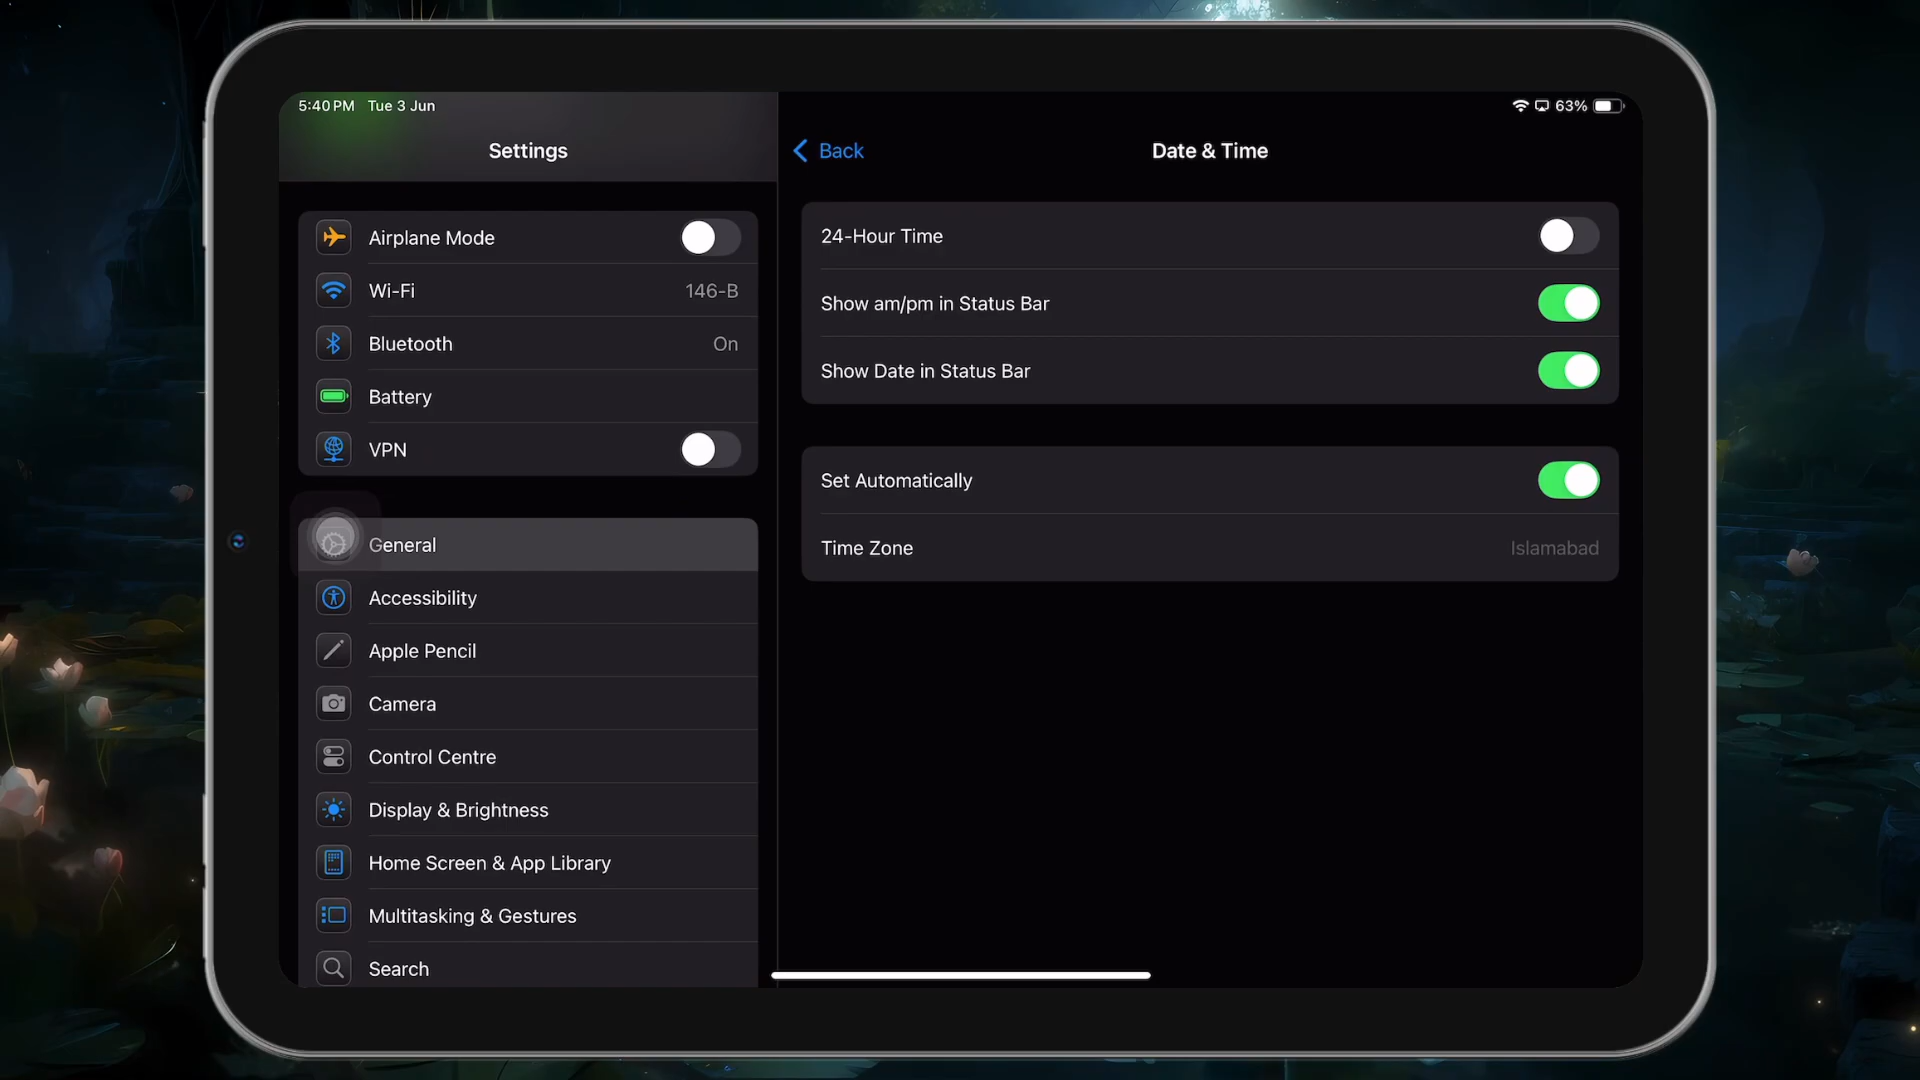 5:40 PM Tue 3 Jun
63%
Settings
Airplane Mode
Wi-Fi 146-B
Bluetooth On
Battery
VPN
General
Accessibility
Apple Pencil
Camera
Control Centre
Display & Brightness
Home Screen & App Library
Multitasking & Gestures
Search
Back
Date & Time
24-Hour Time
Show am/pm in Status Bar
Show Date in Status Bar
Set Automatically
Time Zone Islamabad